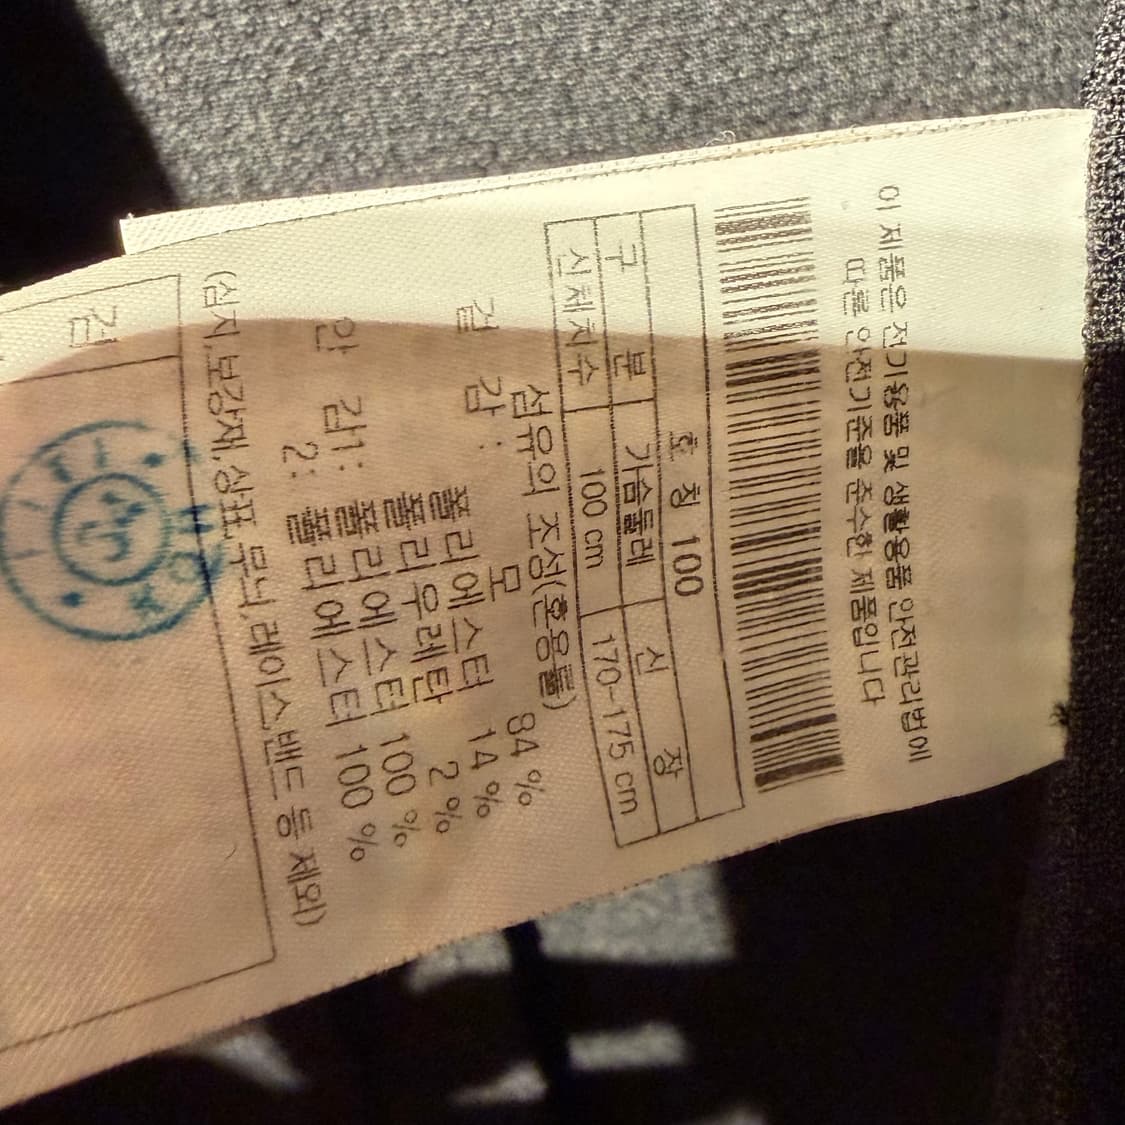 이 제품은 전기용품 및 생활용품 안전관리법에
따른 안전기준을 준수한 제품입니다
호 칭 100
구 분 가슴둘레 신 장
신체치수 100 cm 170-175 cm
섬유의 조성(혼용률)
겉 감 : 모 84 %
폴리에스터 14 %
폴리우레탄 2 %
안 감1: 폴리에스터 100 %
2: 폴리에스터 100 %
(심지,보강재,상표,무늬,레이스,밴드 등 제외)
검